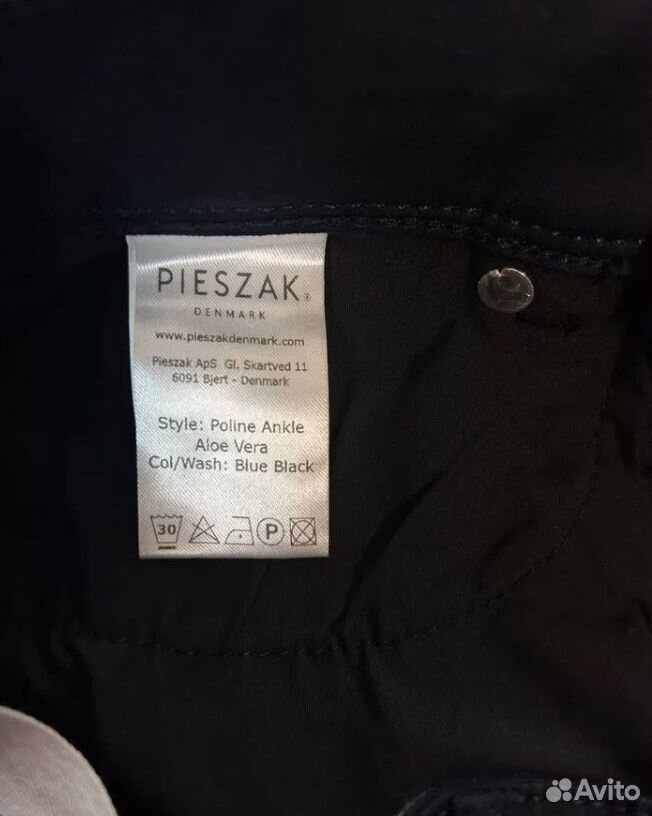 PIESZAK®
DENMARK
www.pieszakdenmark.com
Pieszak ApS Gl. Skartved 11
6091 Bjert - Denmark
Style: Poline Ankle
Aloe Vera
Col/Wash: Blue Black
30 P
Avito